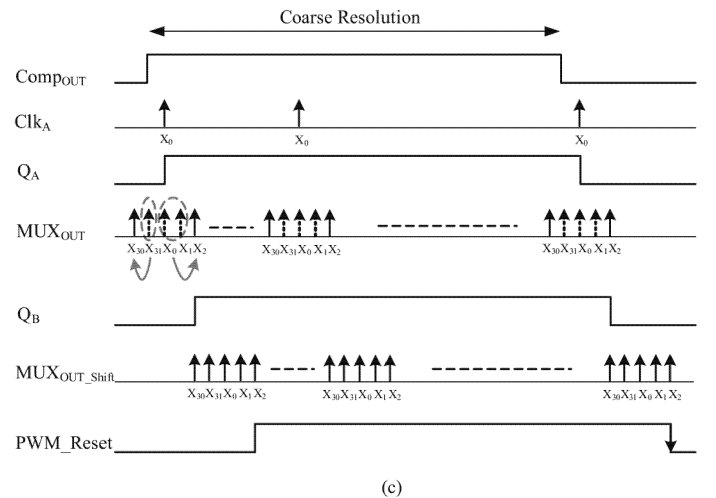 Coarse Resolution
CompOUT
ClkA
X0 X0 X0
QA
MUXOUT
X30X31X0 X1X2 X30X31X0 X1X2 X30X31X0 X1X2
QB
MUXOUT_Shift
X30X31X0 X1X2 X30X31X0 X1X2 X30X31X0 X1X2
PWM_Reset
(c)